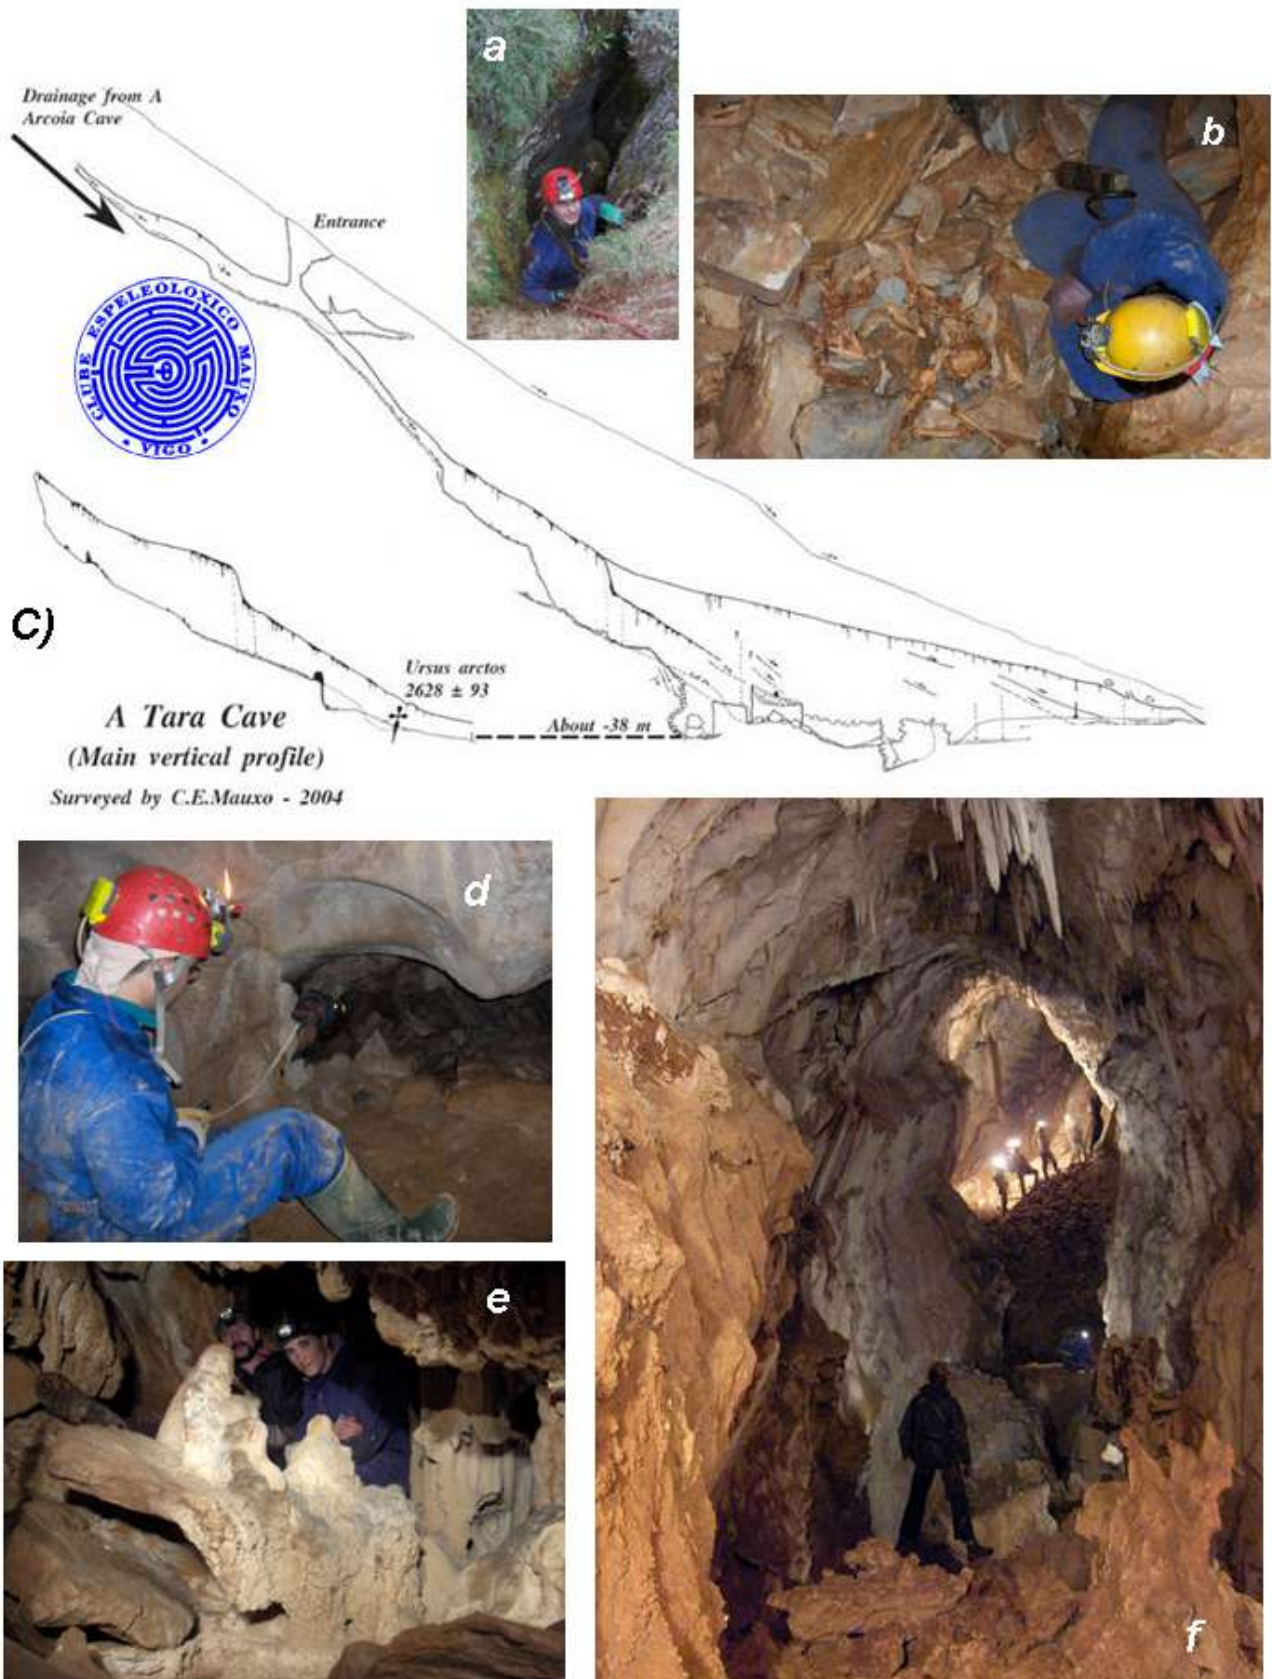 a
Drainage from A
Arcoia Cave
b
Entrance
CLUBE ESPELEOLOXICO MAUXO
• VIGO •
C)
Ursus arctos
2628 ± 93
A Tara Cave
About -38 m
(Main vertical profile)
Surveyed by C.E.Mauxo - 2004
d
e
f